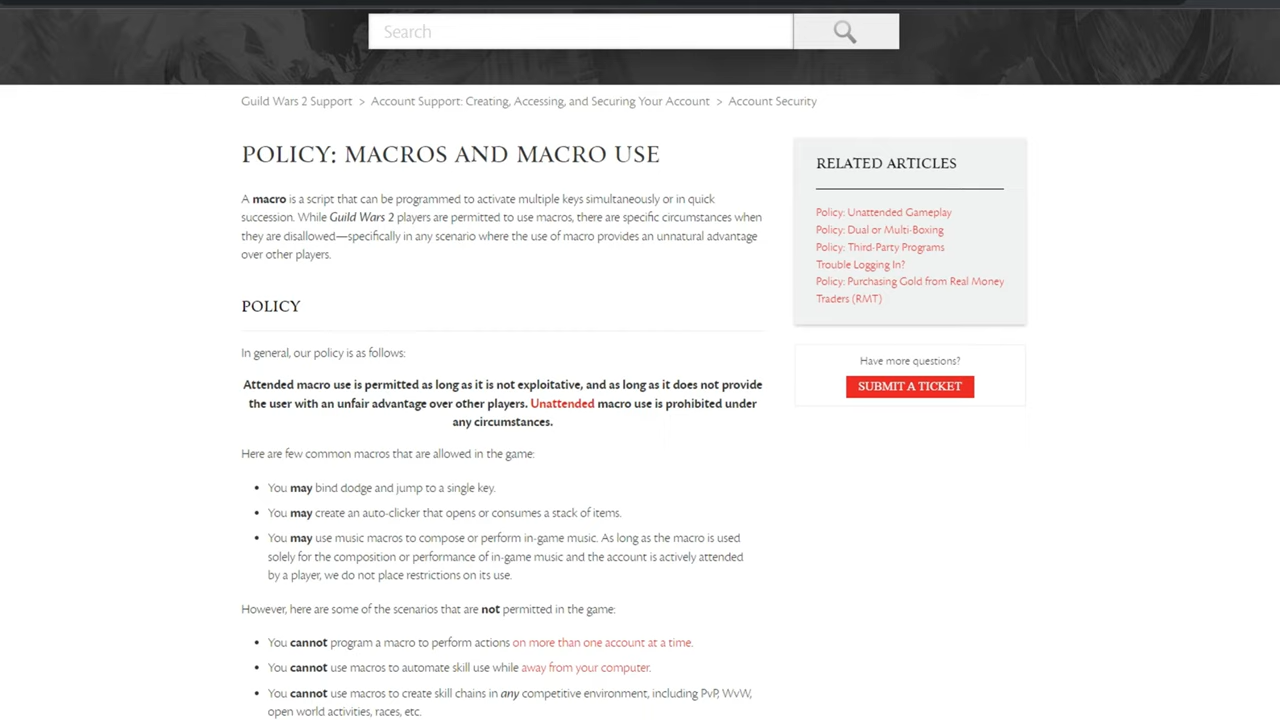 Search
Guild Wars 2 Support > Account Support: Creating, Accessing, and Securing Your Account > Account Security
POLICY: MACROS AND MACRO USE
A macro is a script that can be programmed to activate multiple keys simultaneously or in quick
succession. While Guild Wars 2 players are permitted to use macros, there are specific circumstances when
they are disallowed—specifically in any scenario where the use of macro provides an unnatural advantage
over other players.
POLICY
In general, our policy is as follows:
Attended macro use is permitted as long as it is not exploitative, and as long as it does not provide
the user with an unfair advantage over other players. Unattended macro use is prohibited under
any circumstances.
Here are few common macros that are allowed in the game:
• You may bind dodge and jump to a single key.
• You may create an auto-clicker that opens or consumes a stack of items.
• You may use music macros to compose or perform in-game music. As long as the macro is used
solely for the composition or performance of in-game music and the account is actively attended
by a player, we do not place restrictions on its use.
However, here are some of the scenarios that are not permitted in the game:
• You cannot program a macro to perform actions on more than one account at a time.
• You cannot use macros to automate skill use while away from your computer.
• You cannot use macros to create skill chains in any competitive environment, including PvP, WvW,
open world activities, races, etc.
RELATED ARTICLES
Policy: Unattended Gameplay
Policy: Dual or Multi-Boxing
Policy: Third-Party Programs
Trouble Logging In?
Policy: Purchasing Gold from Real Money
Traders (RMT)
Have more questions?
SUBMIT A TICKET